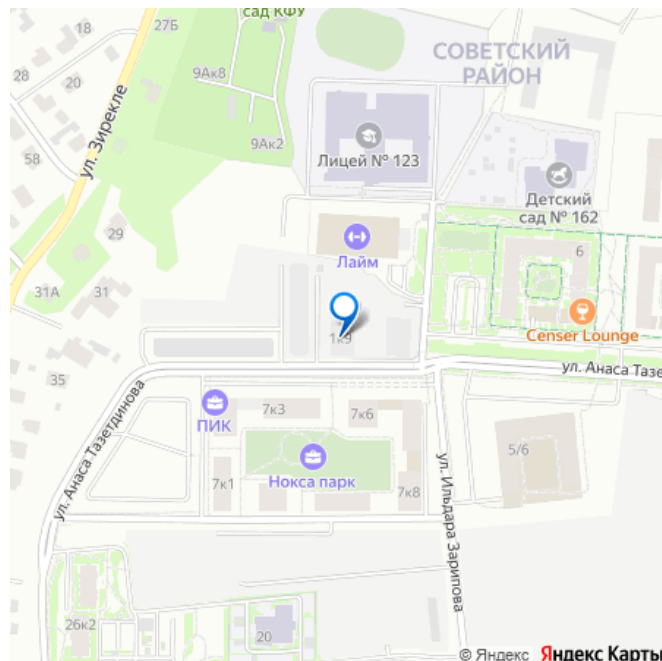 сад КФУ
27Б
18
9Ак8
28
20
СОВЕТСКИЙ
РАЙОН
ул. Зирекле
9Ак2
Лицей № 123
58
Детский
сад № 162
29
Лайм
6
31А
31
1к9
Censer Lounge
ул. Анаса Тазе
35
ПИК
7к3
7к6
ул. Анаса Тазетдинова
5/6
7к1
Нокса парк
7к8
ул. Ильдара Зарипова
26к2
20
© Яндекс Яндекс Карты